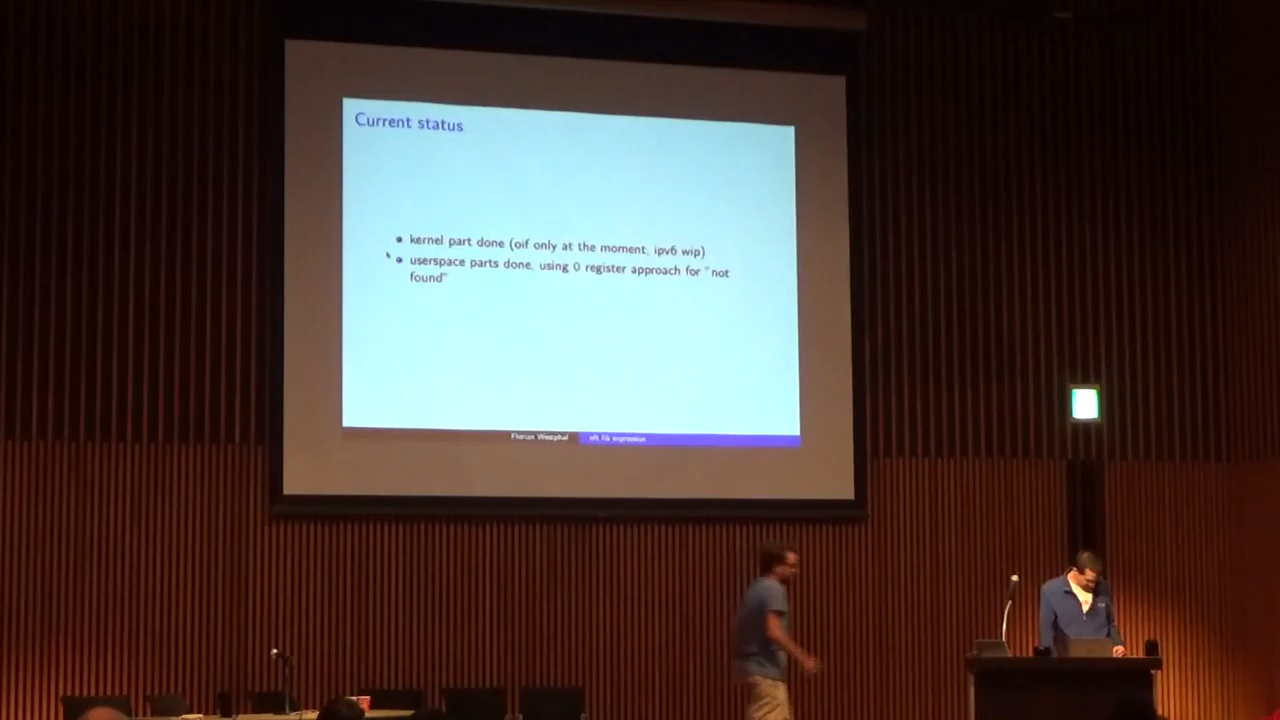 Current status
kernel part done (oif only at the moment, ipv6 wip)
userspace parts done, using 0 register approach for "not
found"
Florian Westphal
nft fib expression